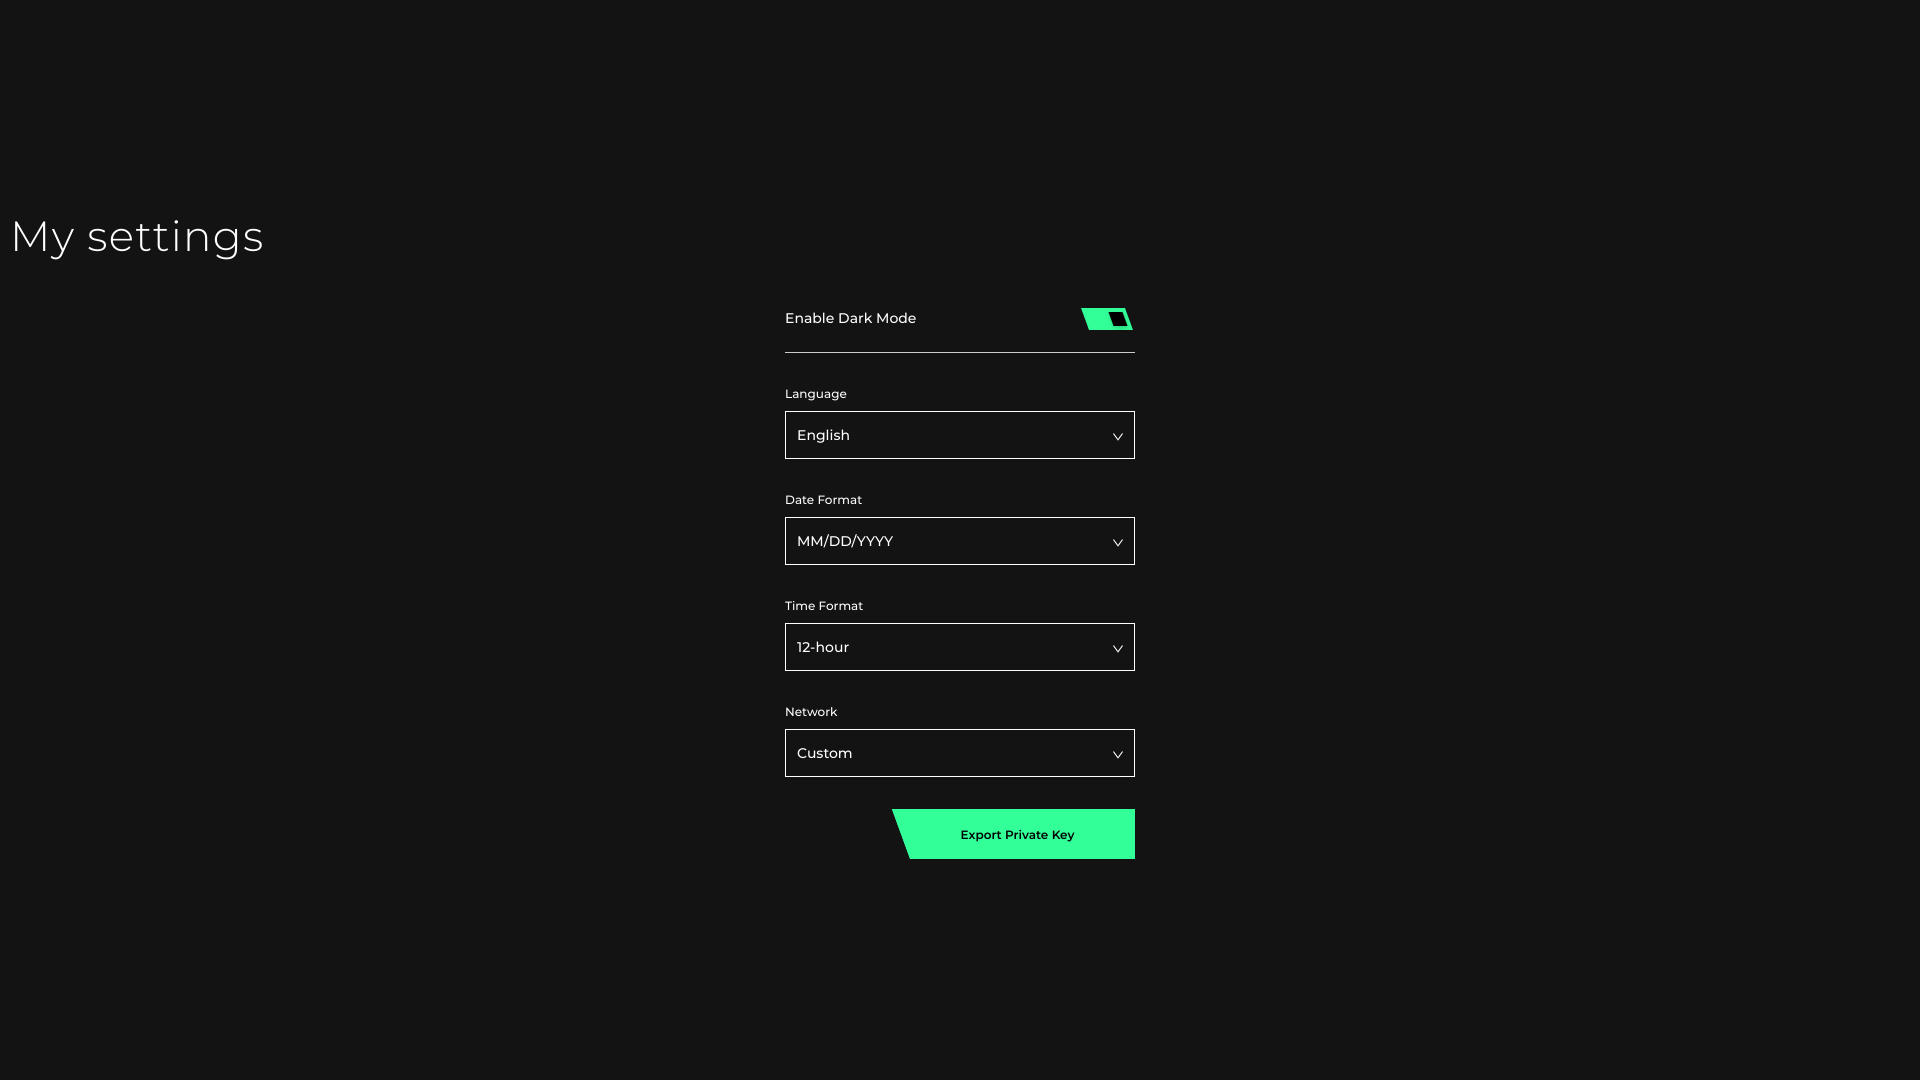 My settings
Enable Dark Mode
Language
English
Date Format
MM/DD/YYYY
Time Format
12-hour
Network
Custom
Export Private Key